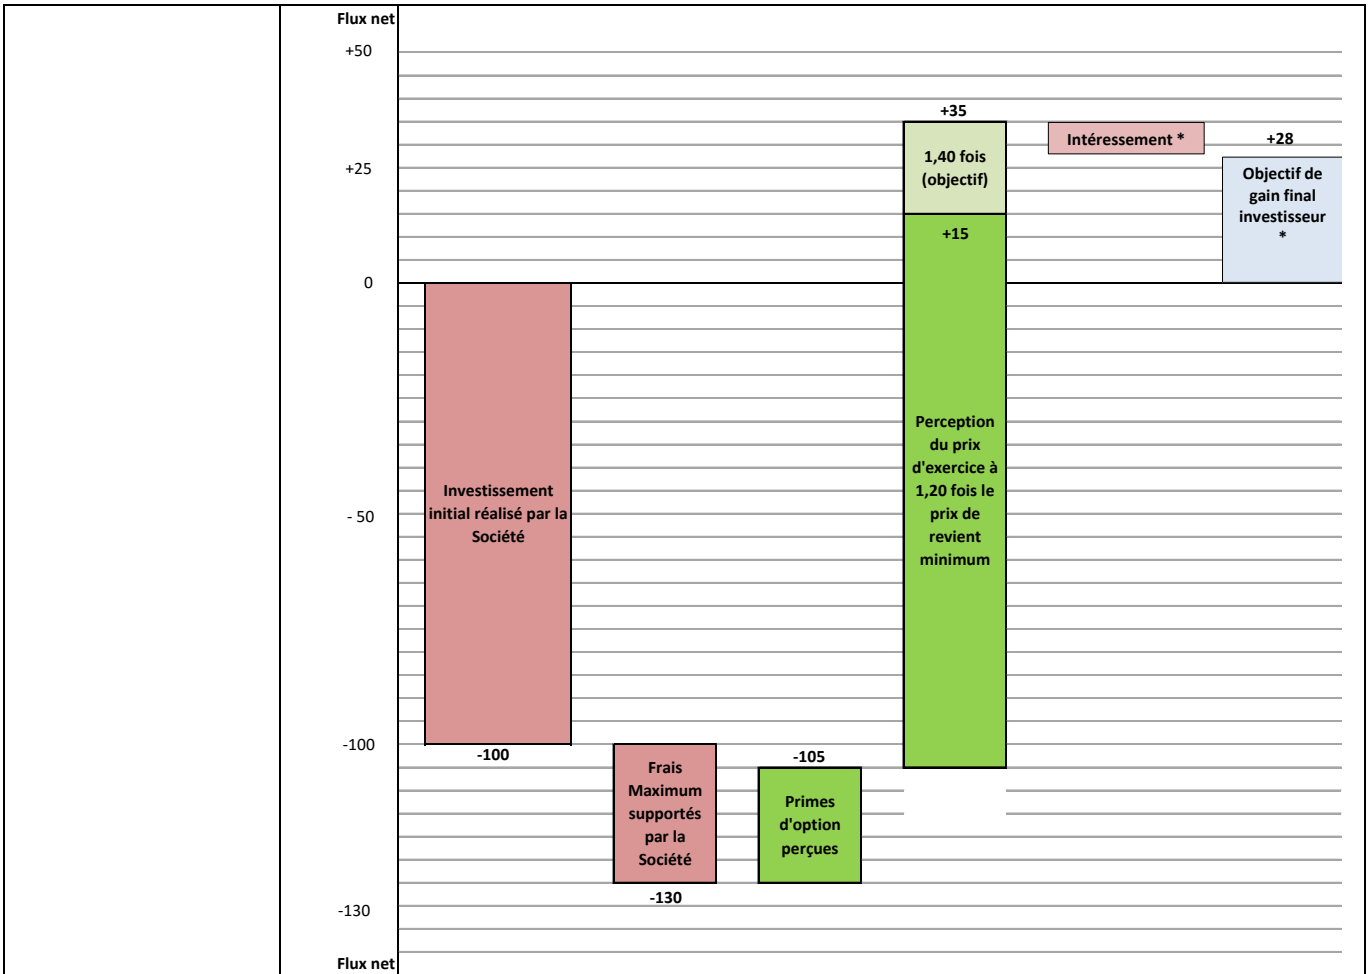 Flux net
+50
+35
Intéressement *
+28
1,40 fois
(objectif)
+25
Objectif de
gain final
investisseur
*
+15
0
Perception
du prix
d'exercice à
1,20 fois le
prix de
revient
minimum
Investissement
initial réalisé par la
Société
- 50
-100
-100
-105
Frais
Maximum
supportés
par la
Société
Primes
d'option
perçues
-130
-130
Flux net